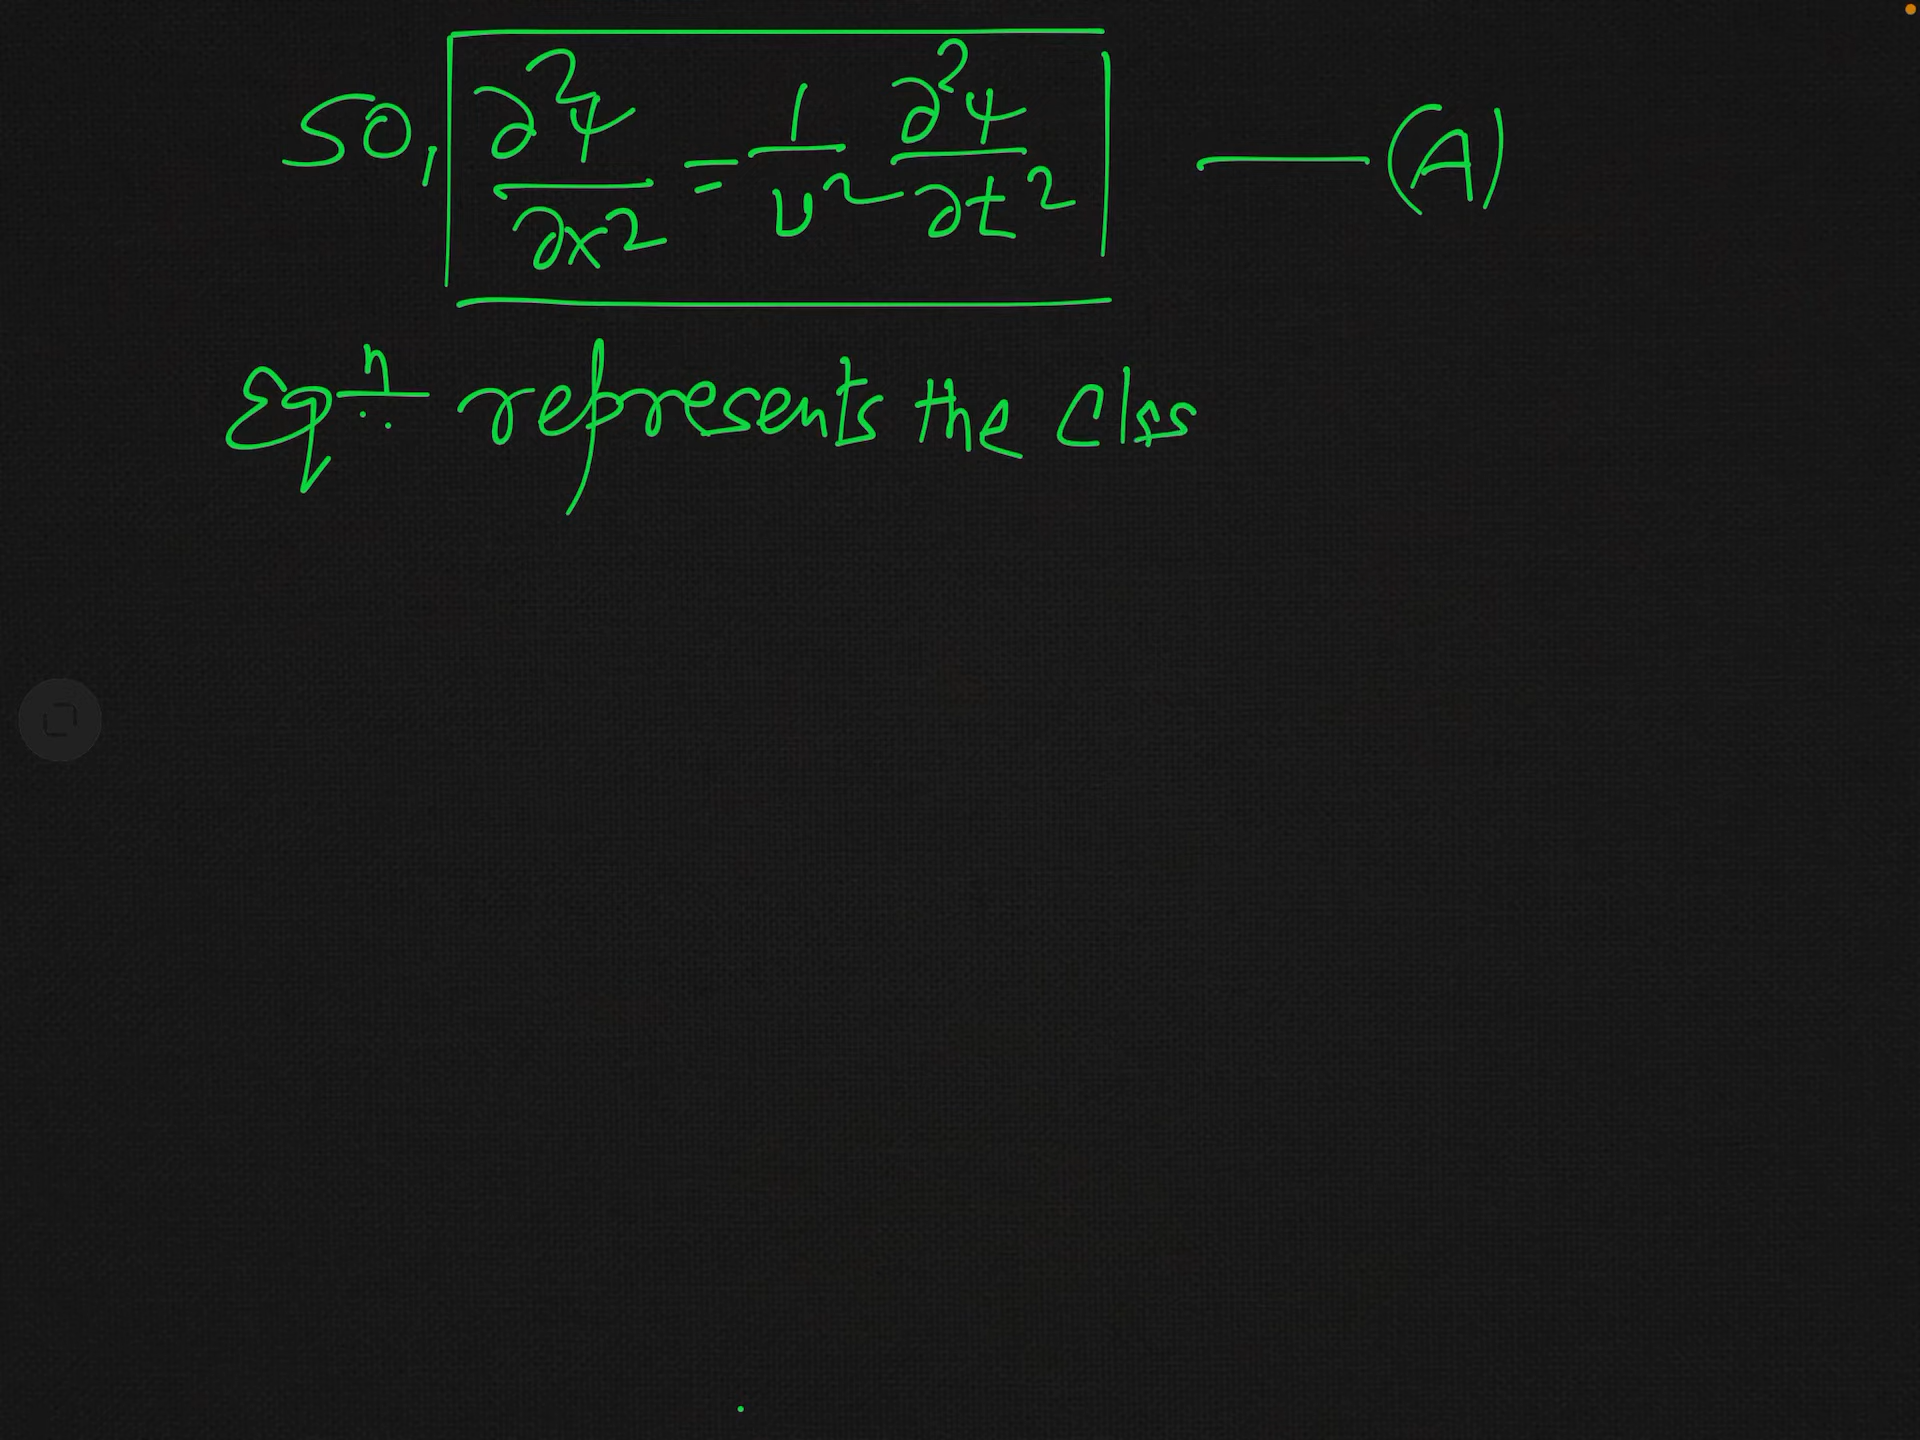 So, ∂²ψ/∂x² = 1/v² ∂²ψ/∂t² — (A)
Eqⁿ represents the clss